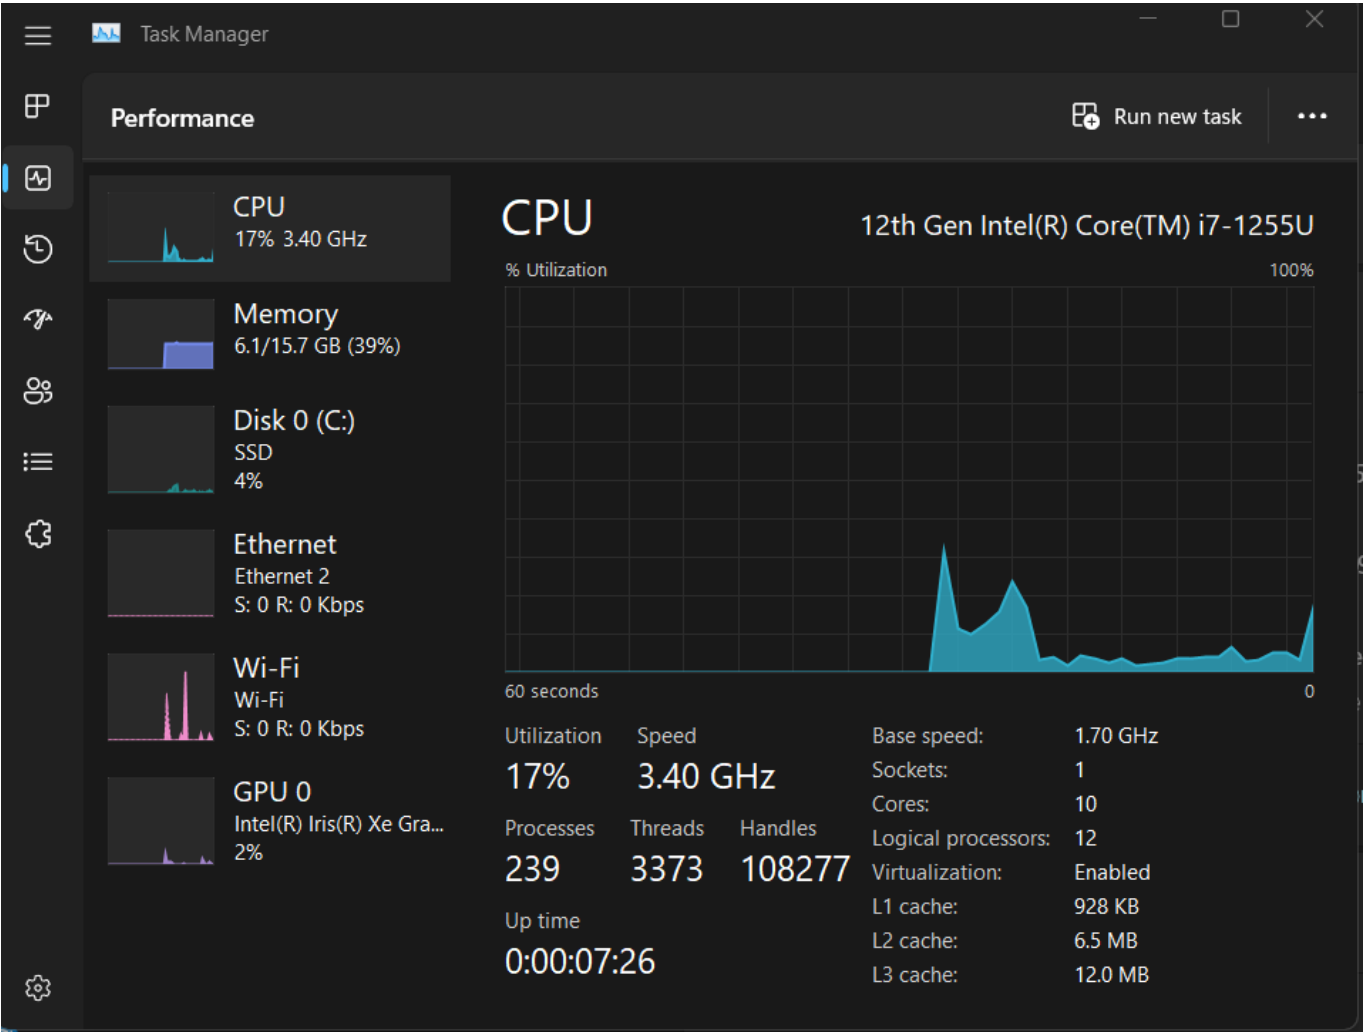 Task Manager
Performance
Run new task
CPU
17% 3.40 GHz
Memory
6.1/15.7 GB (39%)
Disk 0 (C:)
SSD
4%
Ethernet
Ethernet 2
S: 0 R: 0 Kbps
Wi-Fi
Wi-Fi
S: 0 R: 0 Kbps
GPU 0
Intel(R) Iris(R) Xe Gra...
2%
CPU
12th Gen Intel(R) Core(TM) i7-1255U
% Utilization
100%
60 seconds
0
Utilization
Speed
17%
3.40 GHz
Processes
Threads
Handles
239
3373
108277
Up time
0:00:07:26
Base speed: 1.70 GHz
Sockets: 1
Cores: 10
Logical processors: 12
Virtualization: Enabled
L1 cache: 928 KB
L2 cache: 6.5 MB
L3 cache: 12.0 MB